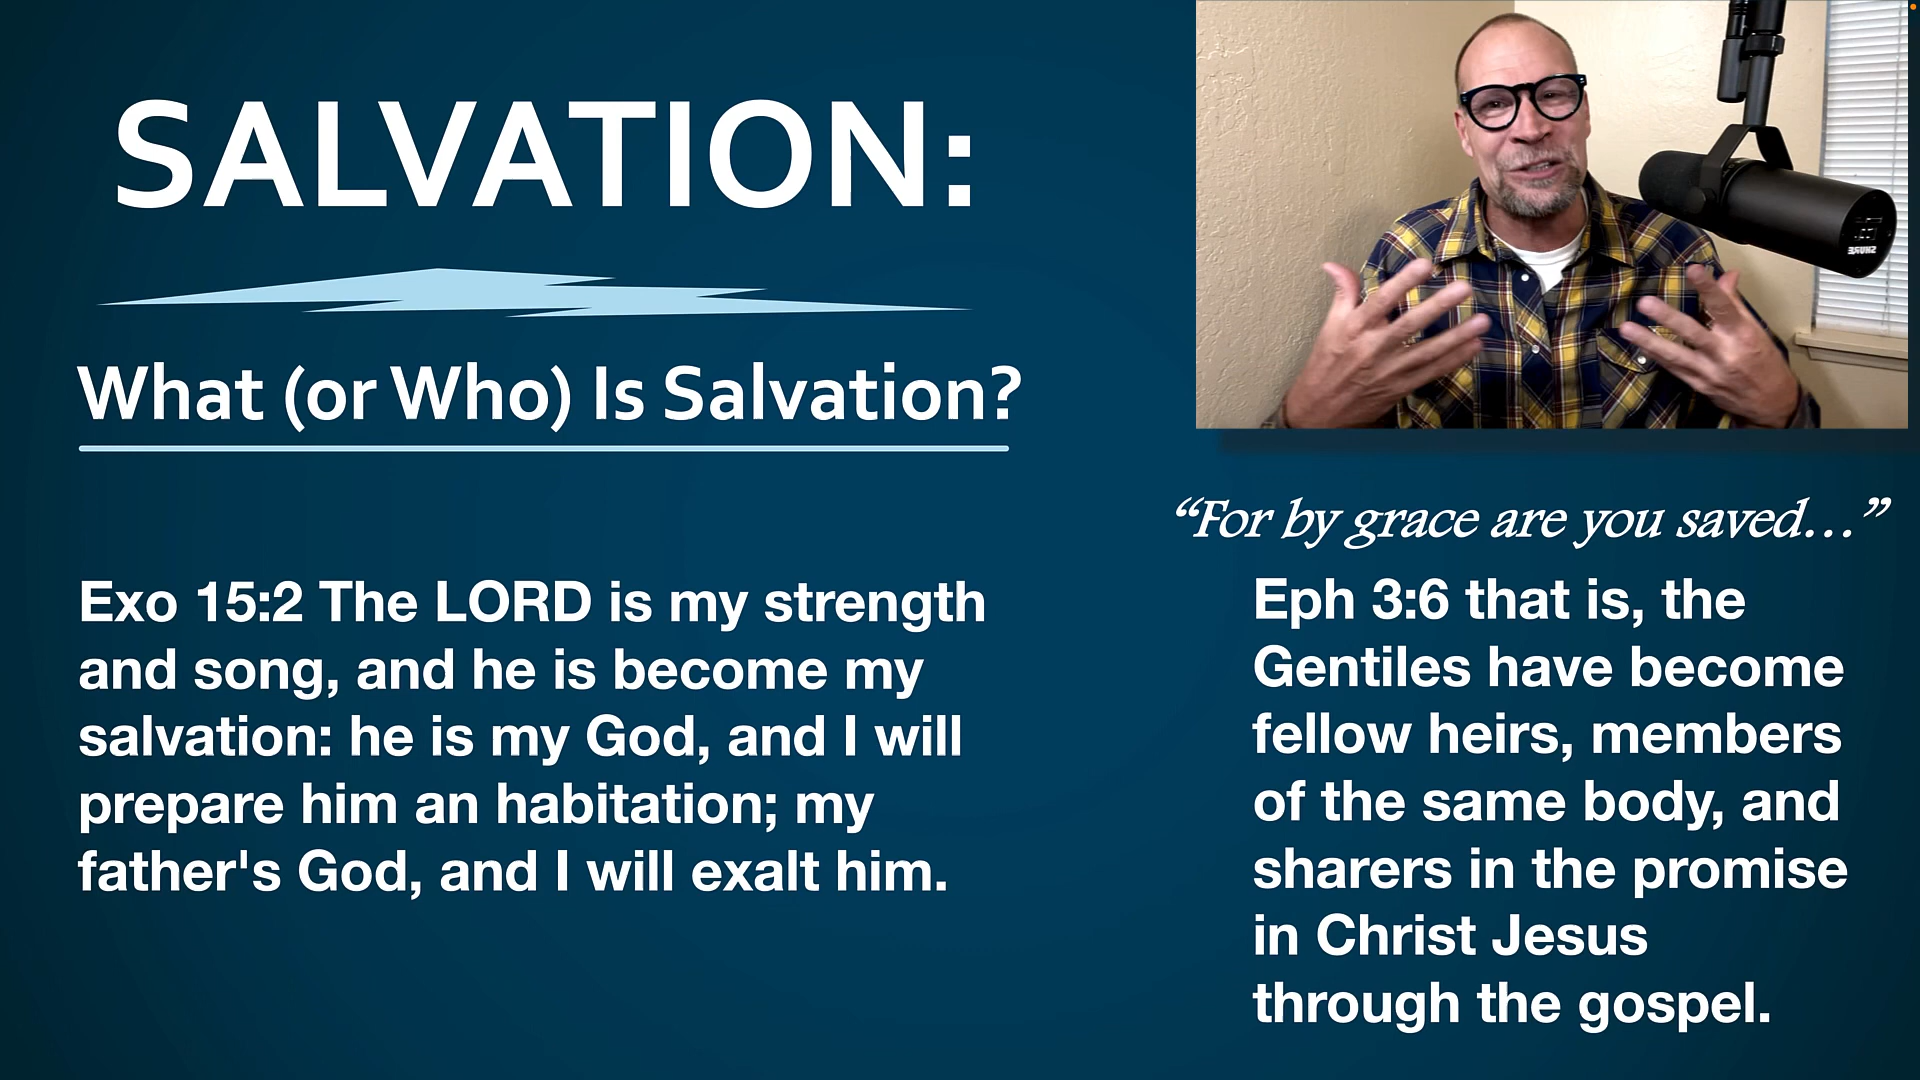 SALVATION:
What (or Who) Is Salvation?
Exo 15:2 The LORD is my strength
and song, and he is become my
salvation: he is my God, and I will
prepare him an habitation; my
father's God, and I will exalt him.
SHURE
“For by grace are you saved…”
Eph 3:6 that is, the
Gentiles have become
fellow heirs, members
of the same body, and
sharers in the promise
in Christ Jesus
through the gospel.